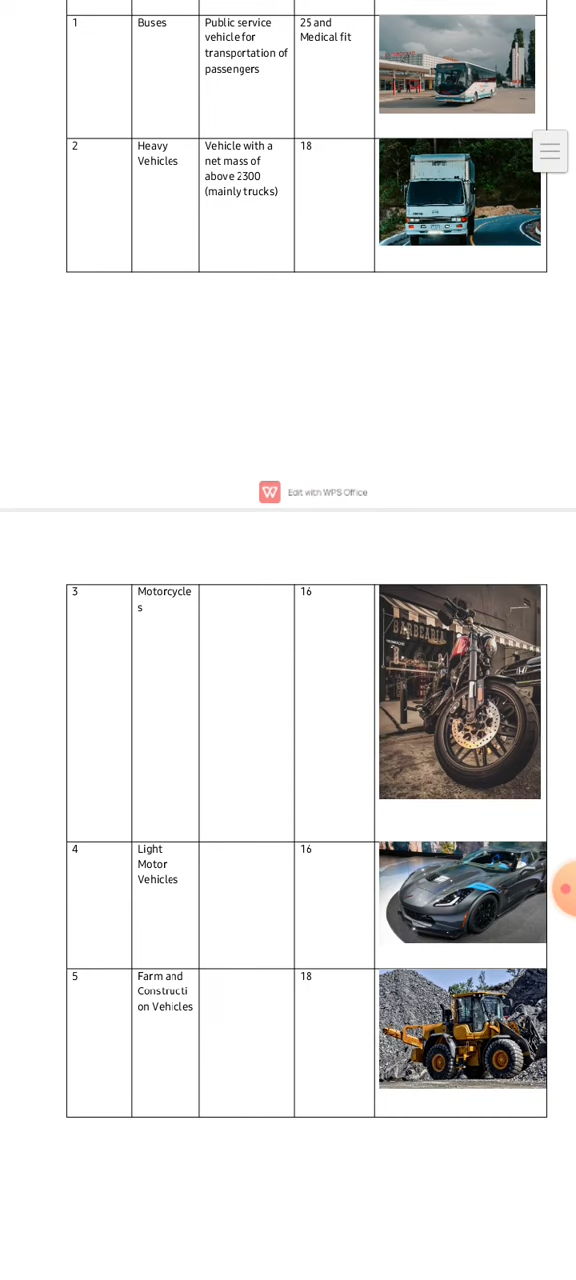 1
Buses
Public service
vehicle for
transportation of
passengers
25 and
Medical fit
2
Heavy
Vehicles
Vehicle with a
net mass of
above 2300
(mainly trucks)
18
Edit with WPS Office
3
Motorcycle
s
16
BARBEARIA
4
Light
Motor
Vehicles
16
5
Farm and
Constructi
on Vehicles
18